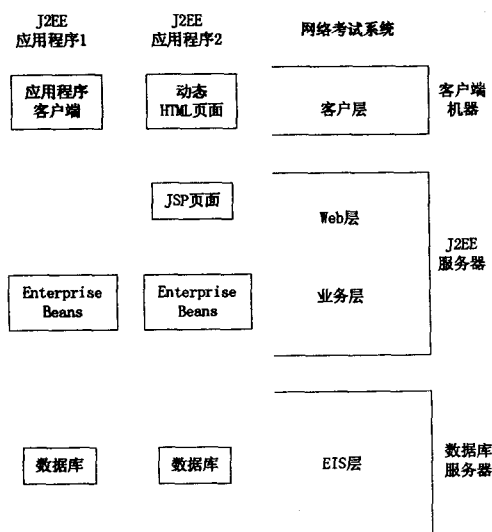 J2EE
应用程序1
J2EE
应用程序2
网络考试系统
应用程序
客户端
动态
HTML页面
客户层
客户端
机器
JSP页面
Web层
J2EE
服务器
Enterprise
Beans
Enterprise
Beans
业务层
数据库
数据库
EIS层
数据库
服务器